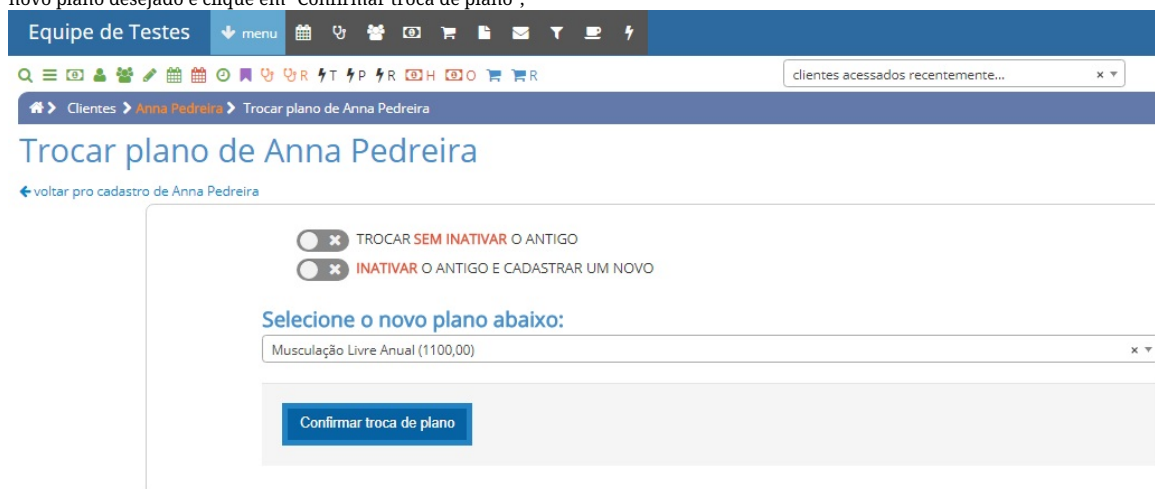 novo plano desejado e clique em "Confirmar troca de plano",
Equipe de Testes menu
R T P R H O R clientes acessados recentemente...
Clientes Anna Pedreira Trocar plano de Anna Pedreira
Trocar plano de Anna Pedreira
voltar pro cadastro de Anna Pedreira
TROCAR SEM INATIVAR O ANTIGO
INATIVAR O ANTIGO E CADASTRAR UM NOVO
Selecione o novo plano abaixo:
Musculação Livre Anual (1100,00)
Confirmar troca de plano